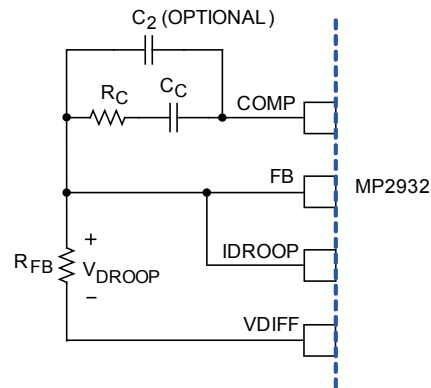 C2 (OPTIONAL)
RC
CC
COMP
FB
MP2932
IDROOP
+
RFB
VDROOP
−
VDIFF